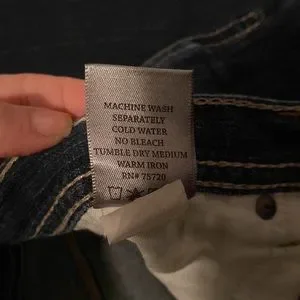 MACHINE WASH
SEPARATELY
COLD WATER
NO BLEACH
TUMBLE DRY MEDIUM
WARM IRON
RN# 75720